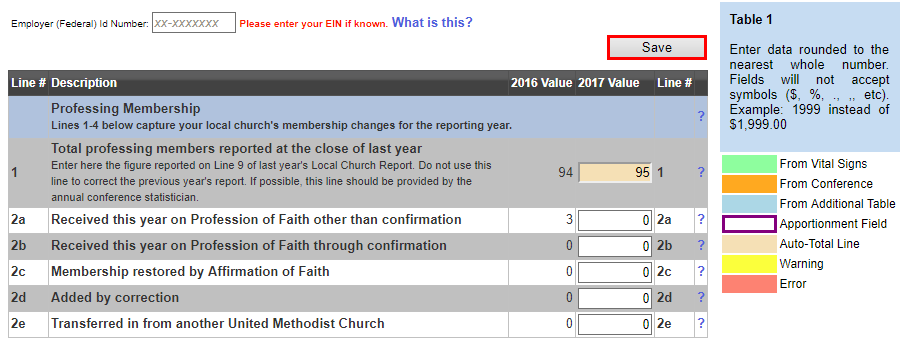 Employer (Federal) Id Number: XX-XXXXXXX Please enter your EIN if known. What is this?
Save
Line # Description 2016 Value 2017 Value Line #
Professing Membership
Lines 1-4 below capture your local church's membership changes for the reporting year.
?
Total professing members reported at the close of last year
Enter here the figure reported on Line 9 of last year's Local Church Report. Do not use this
line to correct the previous year's report. If possible, this line should be provided by the
annual conference statistician.
1 94 95 1 ?
2a Received this year on Profession of Faith other than confirmation 3 0 2a ?
2b Received this year on Profession of Faith through confirmation 0 0 2b ?
2c Membership restored by Affirmation of Faith 0 0 2c ?
2d Added by correction 0 0 2d ?
2e Transferred in from another United Methodist Church 0 0 2e ?
Table 1
Enter data rounded to the
nearest whole number.
Fields will not accept
symbols ($, %, ., ,, etc).
Example: 1999 instead of
$1,999.00
From Vital Signs
From Conference
From Additional Table
Apportionment Field
Auto-Total Line
Warning
Error